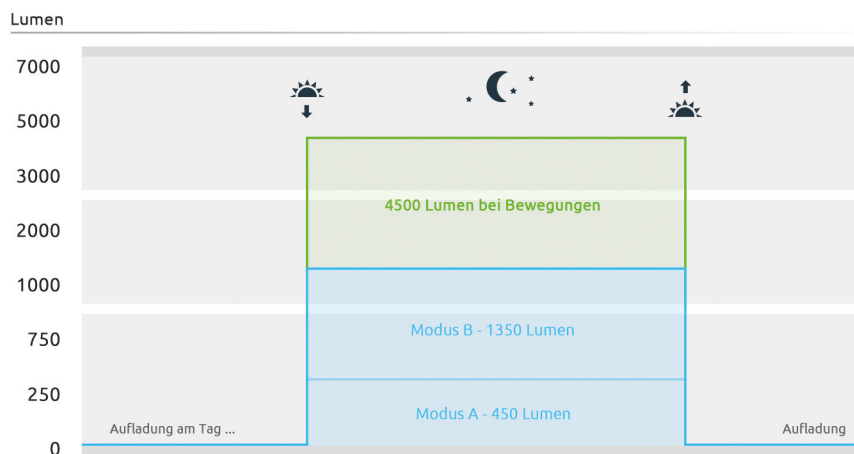 Lumen
7000
5000
3000
4500 Lumen bei Bewegungen
2000
1000
Modus B - 1350 Lumen
750
250
Modus A - 450 Lumen
Aufladung am Tag ...
Aufladung
0